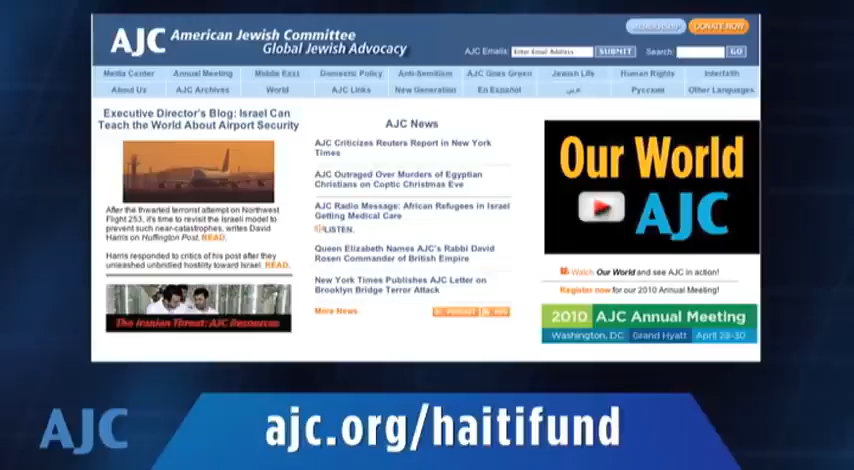 AJC American Jewish Committee
Global Jewish Advocacy
MEMBERSHIP DONATE NOW
AJC Emails: Enter Email Address SUBMIT Search: GO
Media Center Annual Meeting Middle East Domestic Policy Anti-Semitism AJC Goes Green Jewish Life Human Rights Interfaith
About Us AJC Archives World AJC Links New Generation En Español عربي Русский Other Languages
Executive Director's Blog: Israel Can
Teach the World About Airport Security
After the thwarted terrorist attempt on Northwest
Flight 253, it's time to revisit the Israeli model to
prevent such near-catastrophes, writes David
Harris on Huffington Post. READ.
Harris responded to critics of his post after they
unleashed unbridled hostility toward Israel. READ.
The Iranian Threat: AJC Resources
AJC News
AJC Criticizes Reuters Report in New York
Times
AJC Outraged Over Murders of Egyptian
Christians on Coptic Christmas Eve
AJC Radio Message: African Refugees in Israel
Getting Medical Care
LISTEN.
Queen Elizabeth Names AJC's Rabbi David
Rosen Commander of British Empire
New York Times Publishes AJC Letter on
Brooklyn Bridge Terror Attack
More News PODCAST
Our World
AJC
Watch Our World and see AJC in action!
Register now for our 2010 Annual Meeting!
2010 AJC Annual Meeting
Washington, DC Grand Hyatt April 28-30
AJC
ajc.org/haitifund